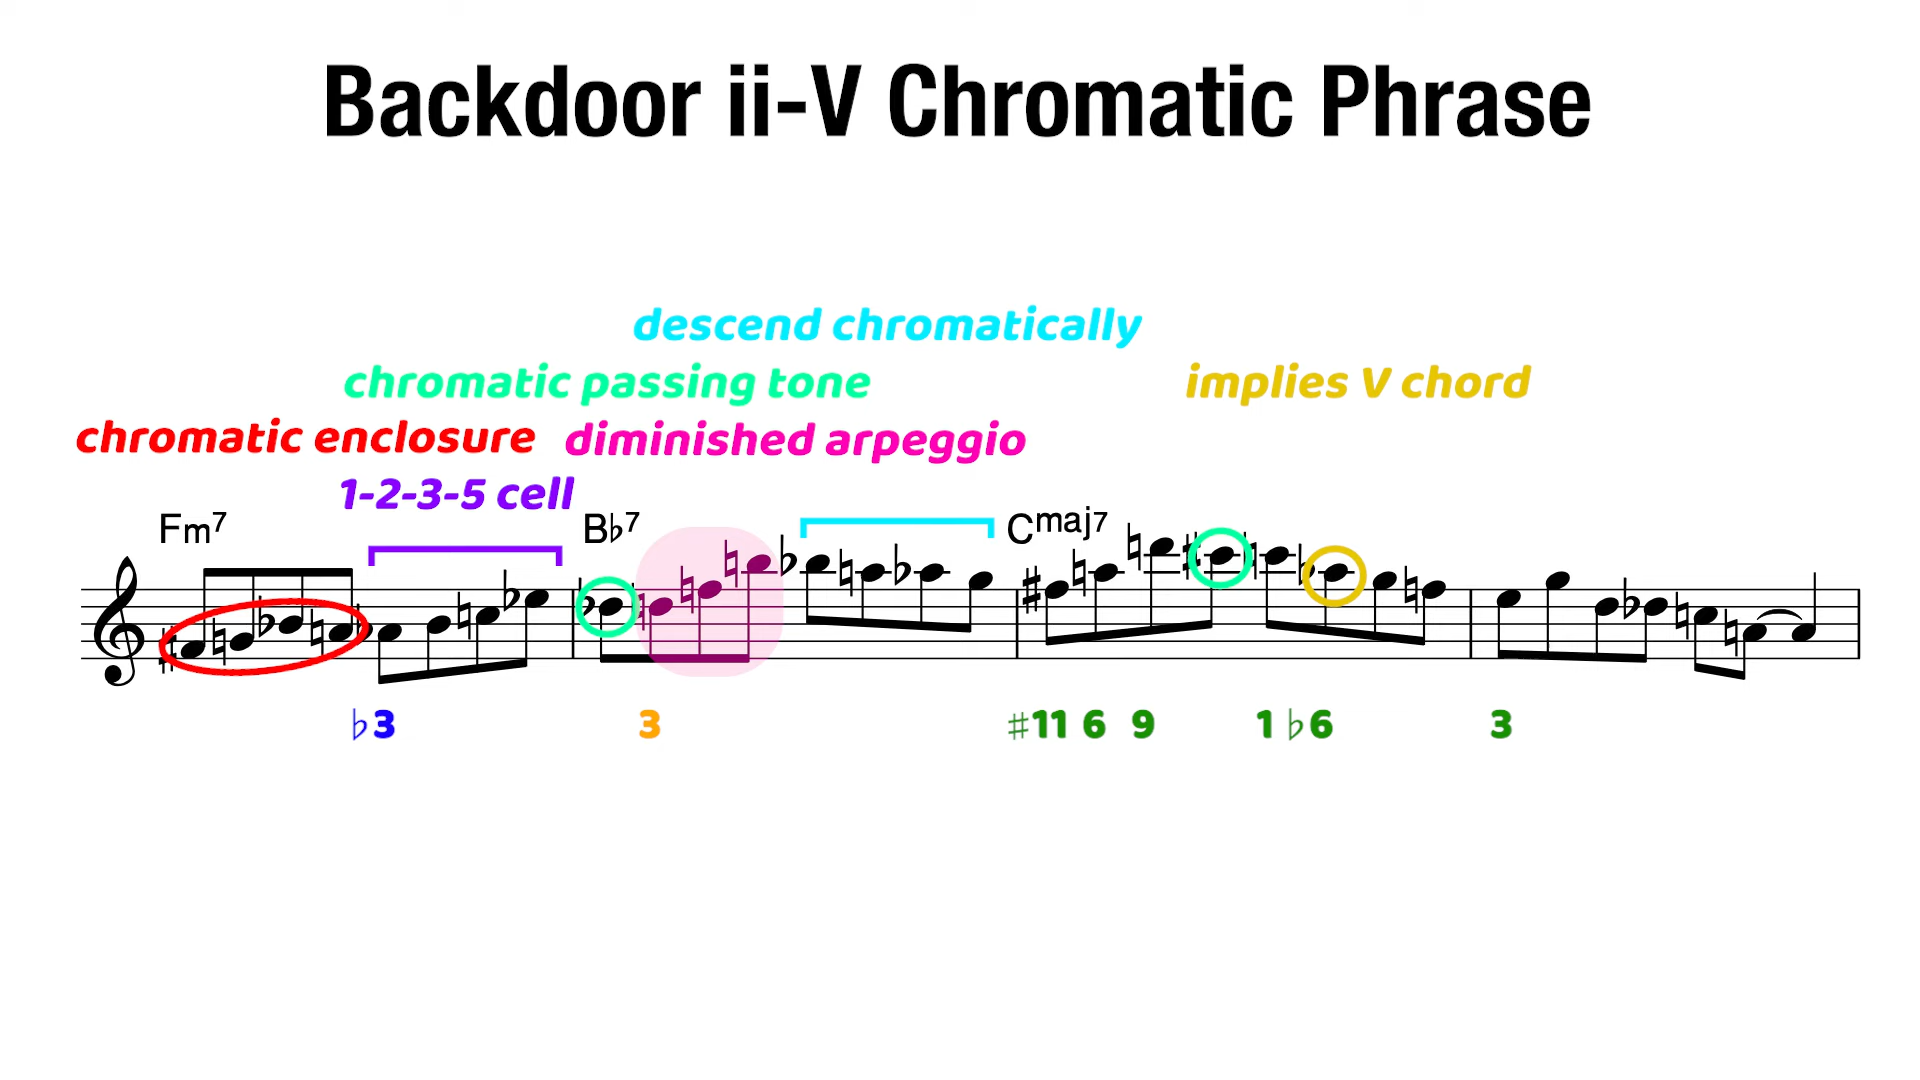 Backdoor ii-V Chromatic Phrase
descend chromatically
chromatic passing tone implies V chord
chromatic enclosure diminished arpeggio
1-2-3-5 cell
Fm7 B♭7 Cmaj7
♭3 3 ♯11 6 9 1 ♭6 3